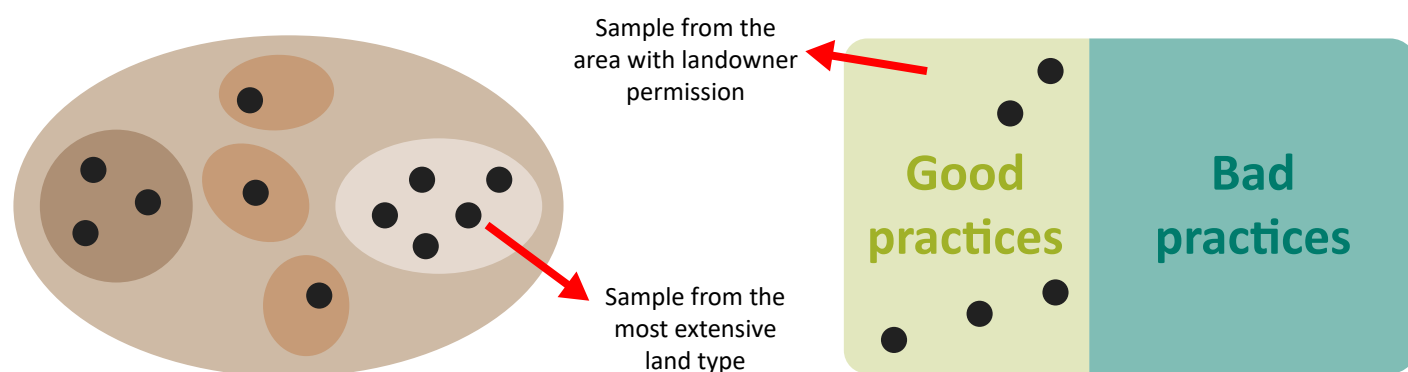 Sample from the
area with landowner
permission
Good
practices
Bad
practices
Sample from the
most extensive
land type